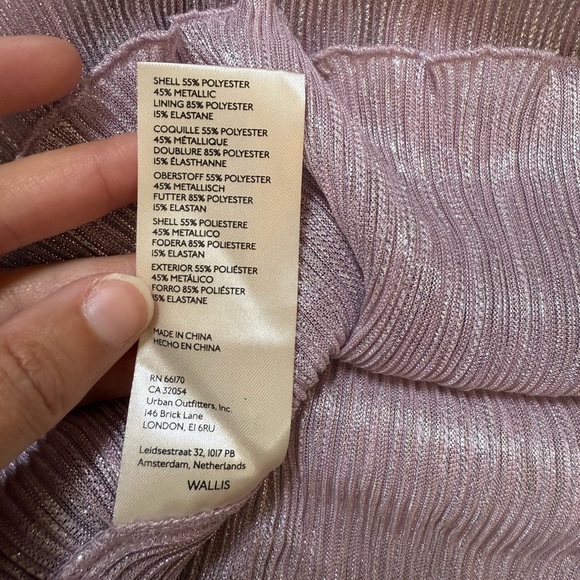 SHELL 55% POLYESTER
45% METALLIC
LINING 85% POLYESTER
15% ELASTANE
COQUILLE 55% POLYESTER
45% MÉTALLIQUE
DOUBLURE 85% POLYESTER
15% ÉLASTHANNE
OBERSTOFF 55% POLYESTER
45% METALLISCH
FUTTER 85% POLYESTER
15% ELASTAN
SHELL 55% POLIESTERE
45% METALLICO
FODERA 85% POLIESTERE
15% ELASTAN
EXTERIOR 55% POLIÉSTER
45% METÁLICO
FORRO 85% POLIÉSTER
15% ELASTANE
MADE IN CHINA
HECHO EN CHINA
RN 66170
CA 32054
Urban Outfitters, Inc.
146 Brick Lane
LONDON, E1 6RU
Leidsestraat 32, 1017 PB
Amsterdam, Netherlands
WALLIS